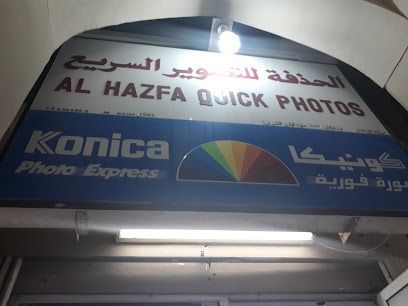 الحذفة للتصوير السريع
AL HAZFA QUICK PHOTOS
Konica كونيكا
Photo Express صورة فورية